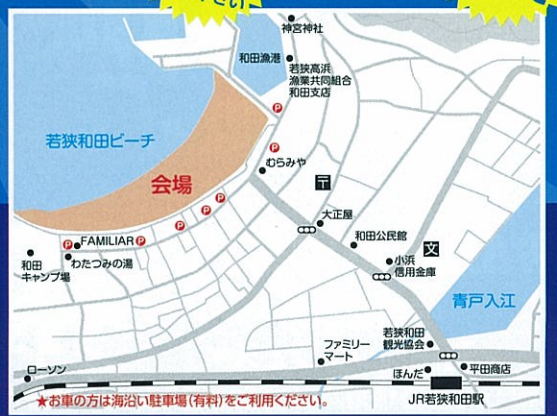 ださい
神宮神社
和田漁港
若狭高浜
漁業共同組合
和田支店
P
若狭和田ビーチ
P
むらみや
会場
〒
P
P
大正屋
P
和田公民館
P
FAMILIAR
P
文
わたつみの湯
和田
キャンプ場
小浜
信用金庫
青戸入江
若狭和田
観光協会
ファミリー
マート
ほんだ
平田商店
ローソン
★お車の方は海沿い駐車場(有料)をご利用ください。
JR若狭和田駅